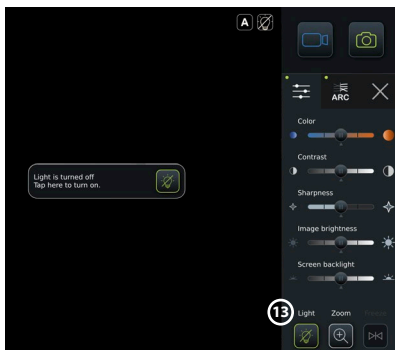 A
ARC
Color
Contrast
Light is turned off
Tap here to turn on.
Sharpness
Image brightness
Screen backlight
13 Light Zoom Freeze